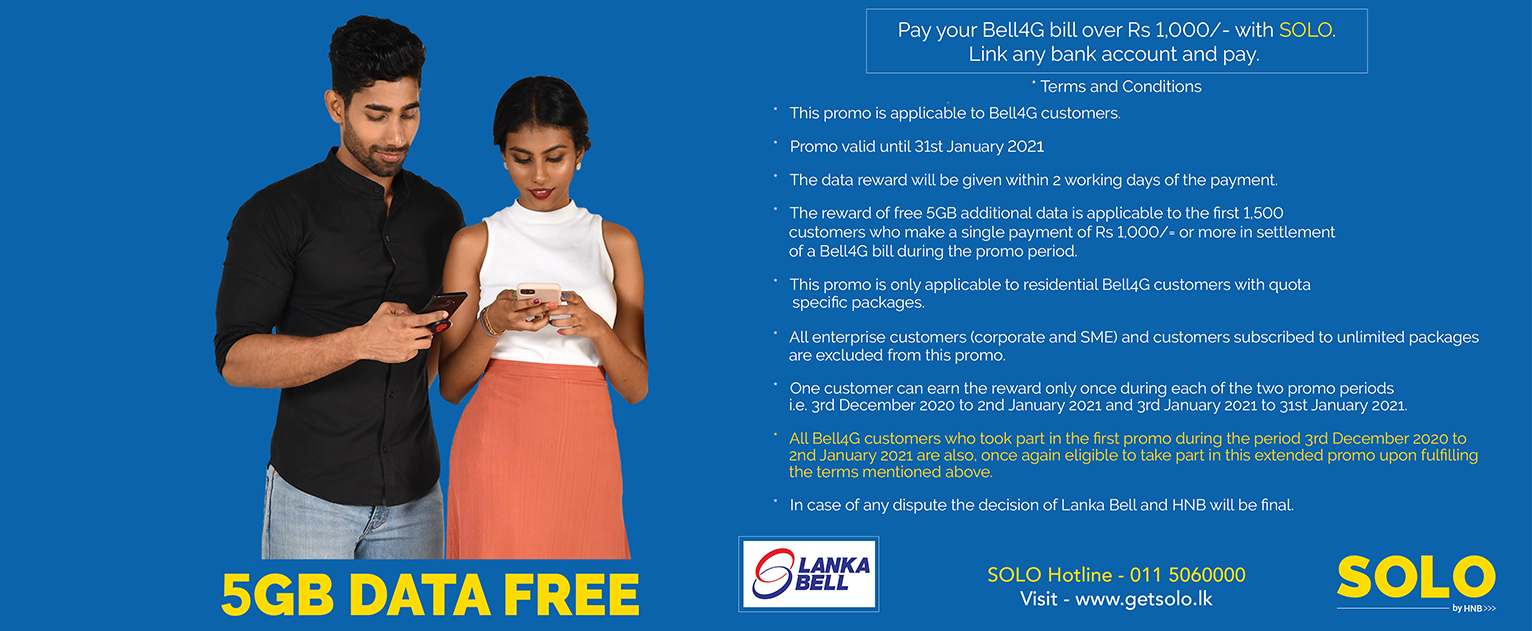 Pay your Bell4G bill over Rs 1,000/- with SOLO.
Link any bank account and pay.
* Terms and Conditions
* This promo is applicable to Bell4G customers.
* Promo valid until 31st January 2021
* The data reward will be given within 2 working days of the payment.
* The reward of free 5GB additional data is applicable to the first 1,500
customers who make a single payment of Rs 1,000/= or more in settlement
of a Bell4G bill during the promo period.
* This promo is only applicable to residential Bell4G customers with quota
specific packages.
* All enterprise customers (corporate and SME) and customers subscribed to unlimited packages
are excluded from this promo.
* One customer can earn the reward only once during each of the two promo periods
i.e. 3rd December 2020 to 2nd January 2021 and 3rd January 2021 to 31st January 2021.
* All Bell4G customers who took part in the first promo during the period 3rd December 2020 to
2nd January 2021 are also, once again eligible to take part in this extended promo upon fulfilling
the terms mentioned above.
* In case of any dispute the decision of Lanka Bell and HNB will be final.
5GB DATA FREE
LANKA
BELL
SOLO Hotline - 011 5060000
Visit - www.getsolo.lk
SOLO
by HNB>>>